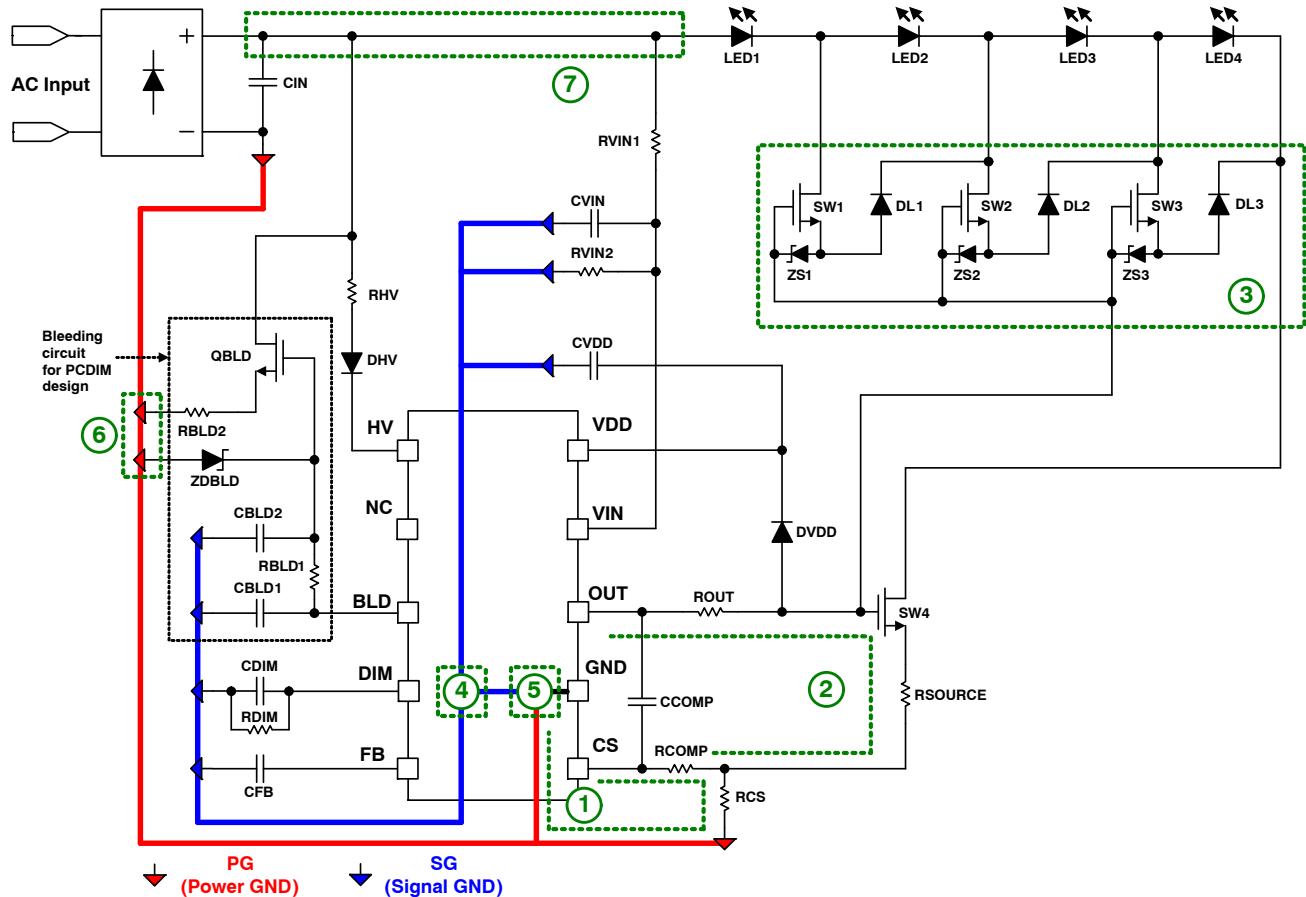 +
AC Input
−
CIN
7
LED1
LED2
LED3
LED4
RVIN1
CVIN
RVIN2
SW1
DL1
SW2
DL2
SW3
DL3
ZS1
ZS2
ZS3
3
RHV
Bleeding
circuit
for PCDIM
design
QBLD
DHV
CVDD
6
RBLD2
ZDBLD
HV
VDD
NC
VIN
CBLD2
RBLD1
CBLD1
BLD
DVDD
OUT
ROUT
SW4
CDIM
RDIM
DIM
4
5
GND
CCOMP
2
RSOURCE
FB
CFB
CS
RCOMP
1
RCS
PG
(Power GND)
SG
(Signal GND)